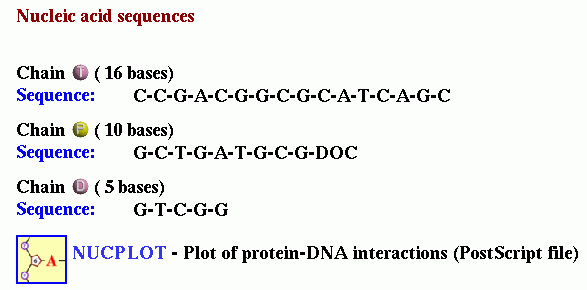 Nucleic acid sequences
Chain T ( 16 bases)
Sequence: C-C-G-A-C-G-G-C-G-C-A-T-C-A-G-C
Chain P ( 10 bases)
Sequence: G-C-T-G-A-T-G-C-G-DOC
Chain D ( 5 bases)
Sequence: G-T-C-G-G
A NUCPLOT - Plot of protein-DNA interactions (PostScript file)